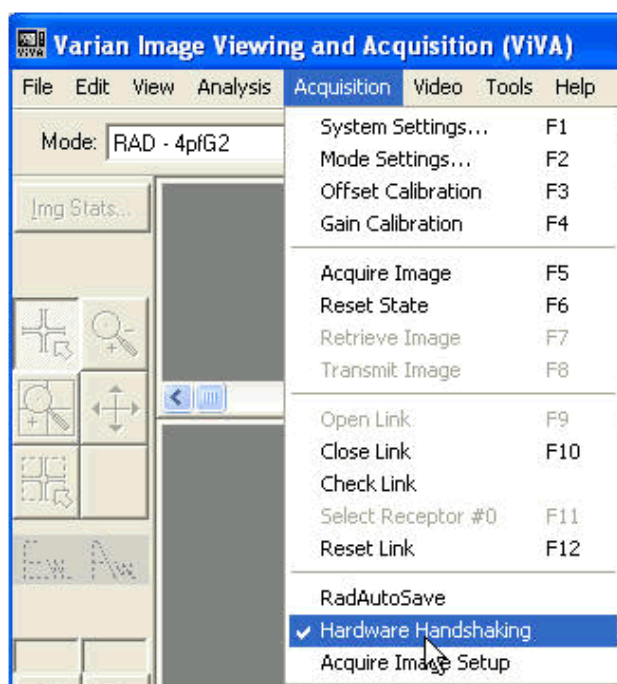 ViVA Varian Image Viewing and Acquisition (ViVA)
File Edit View Analysis Acquisition Video Tools Help
Mode: RAD - 4pfG2
Img Stats...
System Settings... F1
Mode Settings... F2
Offset Calibration F3
Gain Calibration F4
Acquire Image F5
Reset State F6
Retrieve Image F7
Transmit Image F8
Open Link F9
Close Link F10
Check Link
Select Receptor #0 F11
Reset Link F12
RadAutoSave
Hardware Handshaking
Acquire Image Setup